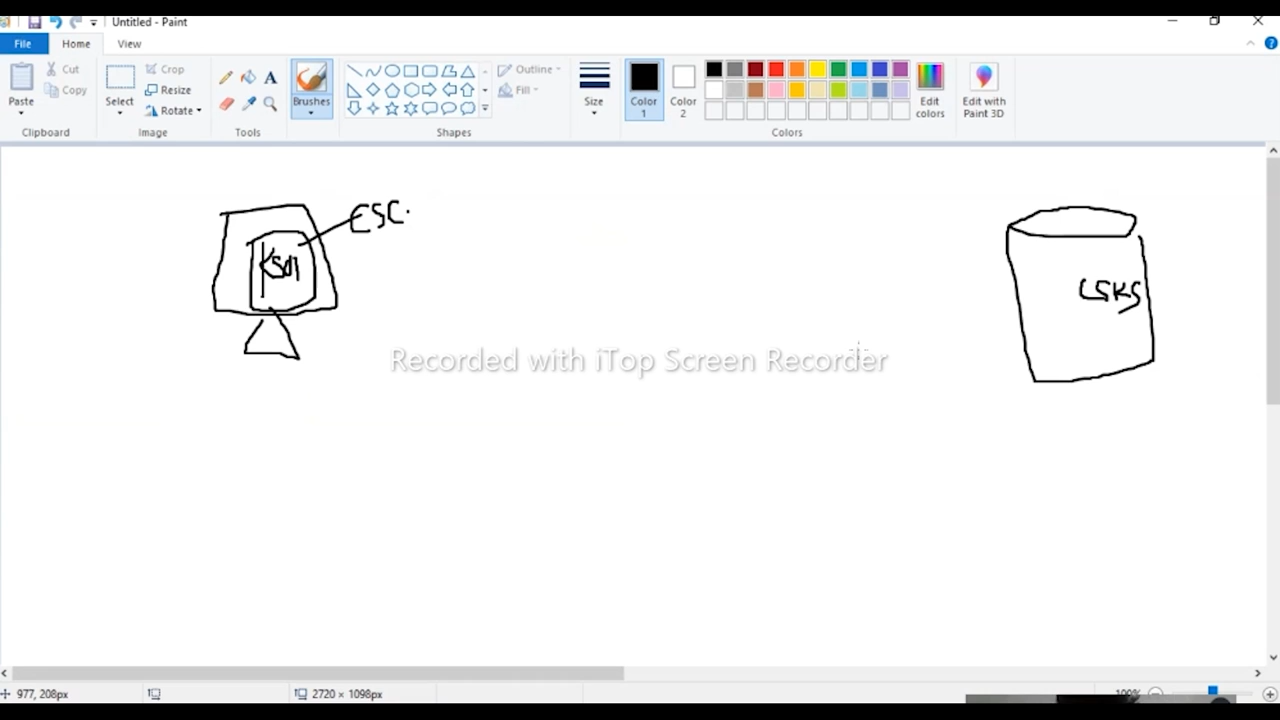 Untitled - Paint
File Home View
Paste
Cut
Copy
Clipboard
Select
Crop
Resize
Rotate
Image
Tools
Brushes
Shapes
Outline
Fill
Size
Color 1
Color 2
Colors
Edit colors
Edit with Paint 3D
ESC.
KS01
CSKS
Recorded with iTop Screen Recorder
977, 208px
2720 × 1098px
100%